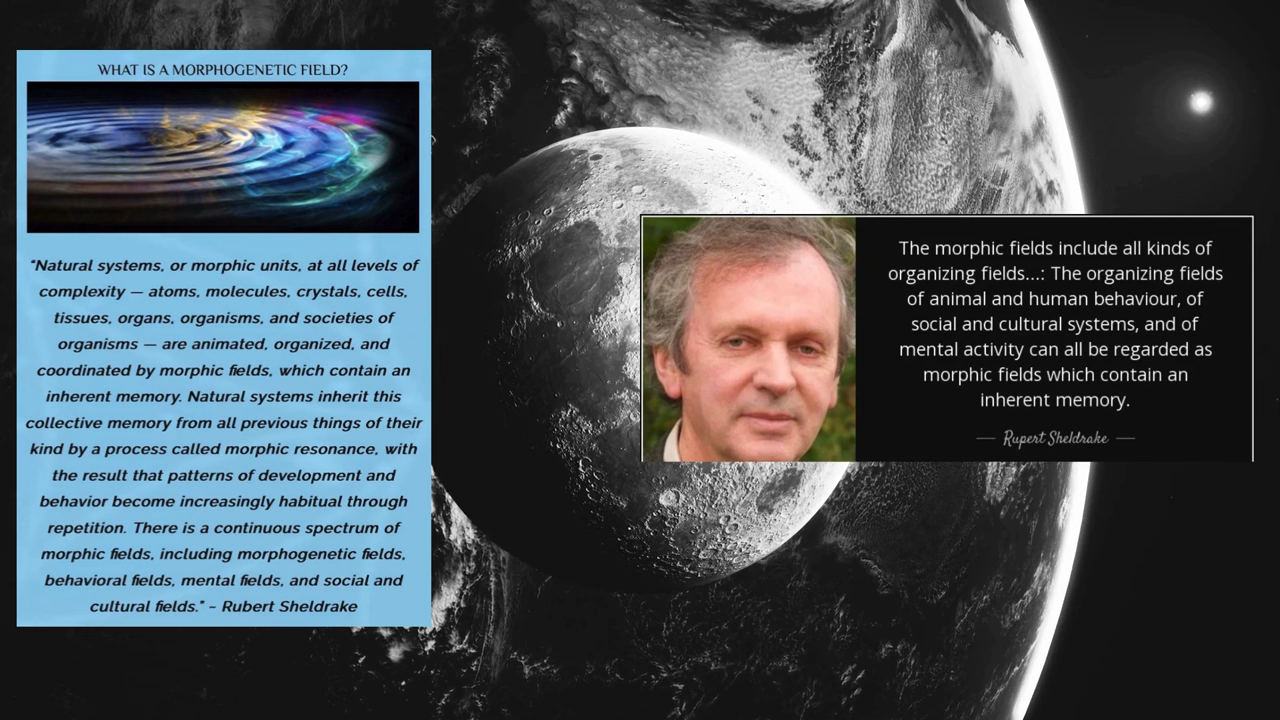 WHAT IS A MORPHOGENETIC FIELD?
"Natural systems, or morphic units, at all levels of
complexity — atoms, molecules, crystals, cells,
tissues, organs, organisms, and societies of
organisms — are animated, organized, and
coordinated by morphic fields, which contain an
inherent memory. Natural systems inherit this
collective memory from all previous things of their
kind by a process called morphic resonance, with
the result that patterns of development and
behavior become increasingly habitual through
repetition. There is a continuous spectrum of
morphic fields, including morphogenetic fields,
behavioral fields, mental fields, and social and
cultural fields." – Rubert Sheldrake
The morphic fields include all kinds of
organizing fields...: The organizing fields
of animal and human behaviour, of
social and cultural systems, and of
mental activity can all be regarded as
morphic fields which contain an
inherent memory.
— Rupert Sheldrake —